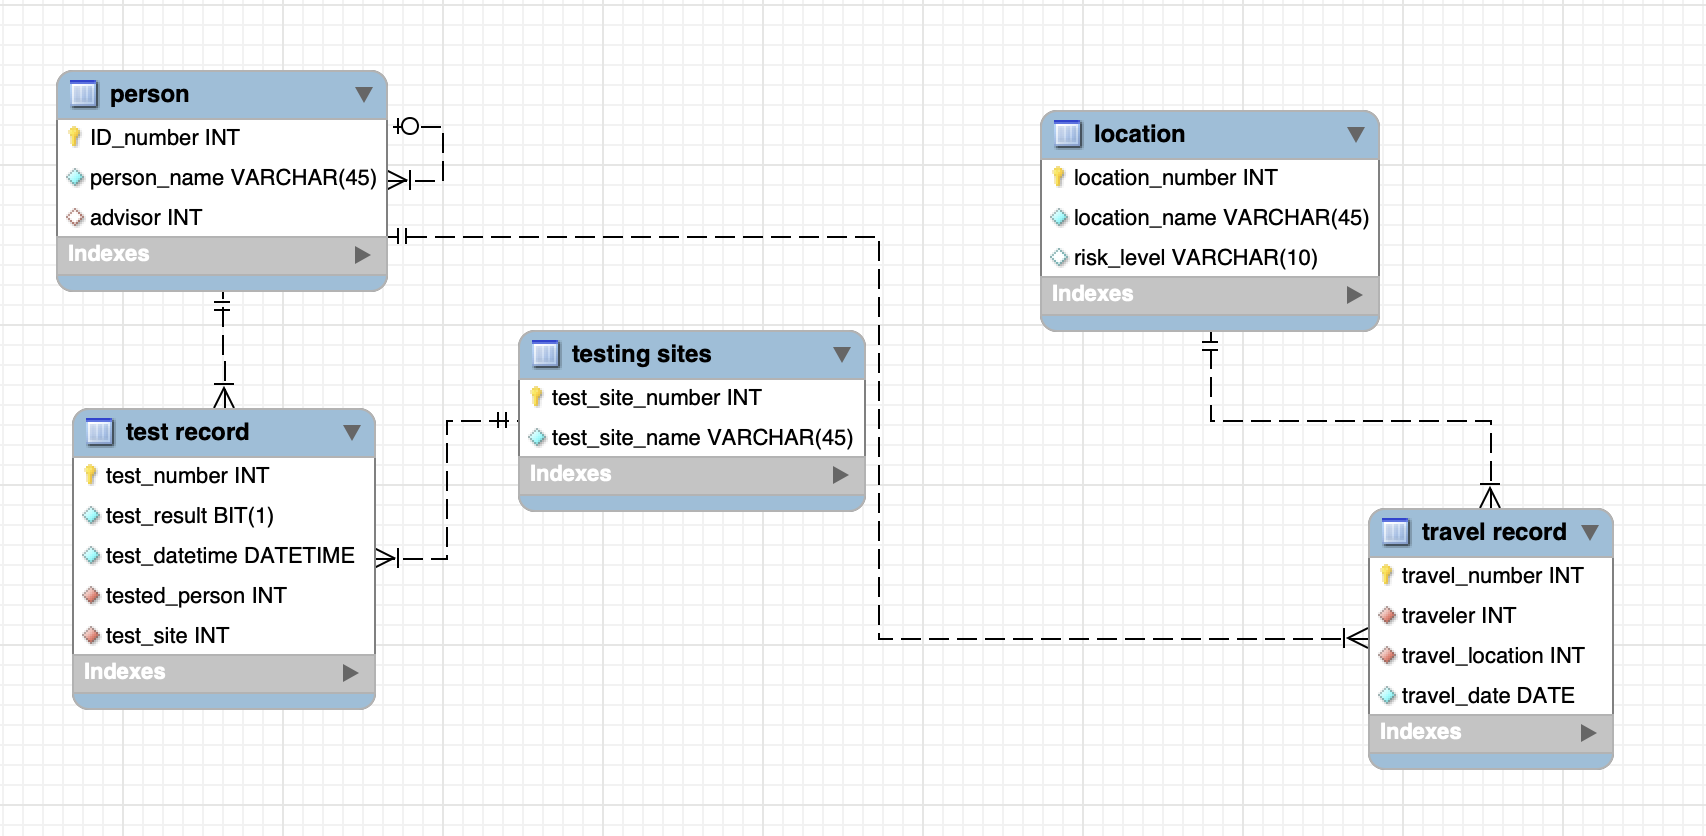 person
ID_number INT
person_name VARCHAR(45)
advisor INT
Indexes
location
location_number INT
location_name VARCHAR(45)
risk_level VARCHAR(10)
Indexes
testing sites
test_site_number INT
test_site_name VARCHAR(45)
Indexes
test record
test_number INT
test_result BIT(1)
test_datetime DATETIME
tested_person INT
test_site INT
Indexes
travel record
travel_number INT
traveler INT
travel_location INT
travel_date DATE
Indexes